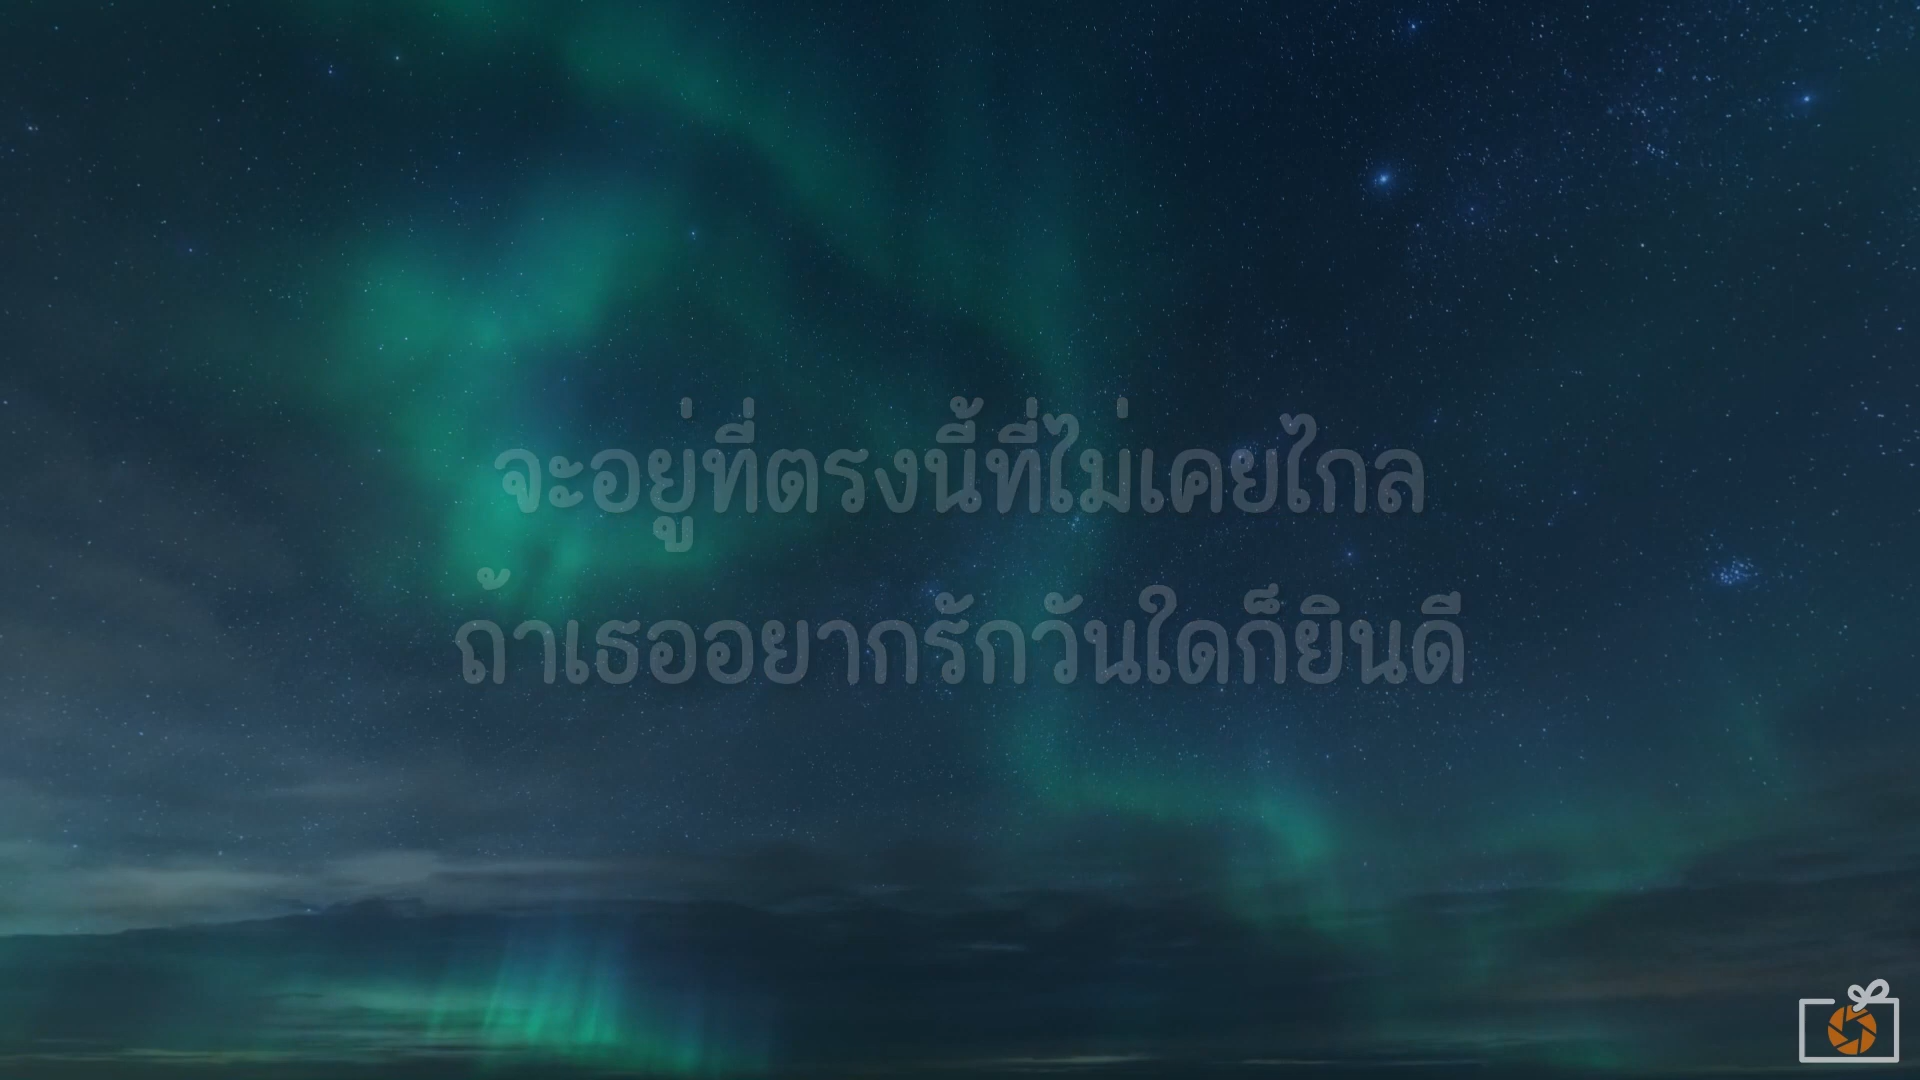 จะอยู่ที่ตรงนี้ที่ไม่เคยไกล
ถ้าเธออยากรักวันใดก็ยินดี